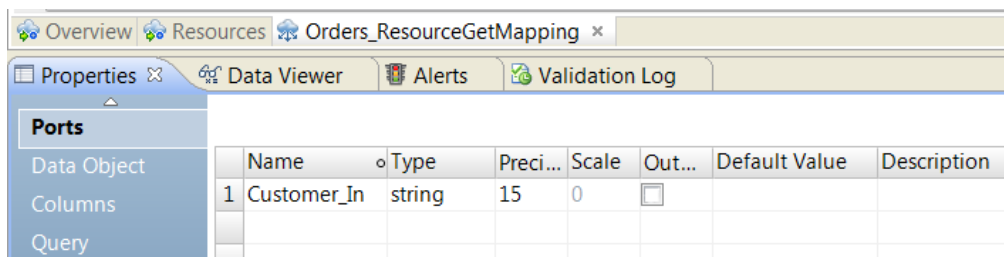 Overview Resources Orders_ResourceGetMapping
Properties Data Viewer Alerts Validation Log
Ports
Data Object
Columns
Query
Name Type Preci... Scale Out... Default Value Description
1 Customer_In string 15 0